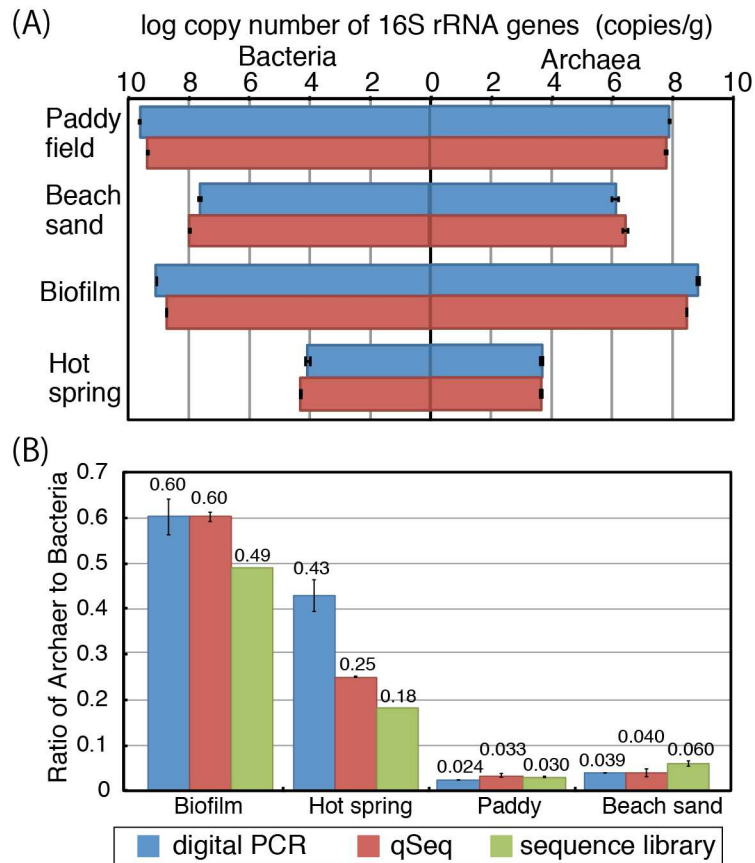 (A)
log copy number of 16S rRNA genes (copies/g)
Bacteria Archaea
10 8 6 4 2 0 2 4 6 8 10
Paddy
field
Beach
sand
Biofilm
Hot
spring
(B)
Ratio of Archaer to Bacteria
0.7
0.6
0.5
0.4
0.3
0.2
0.1
0
0.60 0.60 0.49
0.43 0.25 0.18
0.024 0.033 0.030
0.039 0.040 0.060
Biofilm Hot spring Paddy Beach sand
digital PCR qSeq sequence library